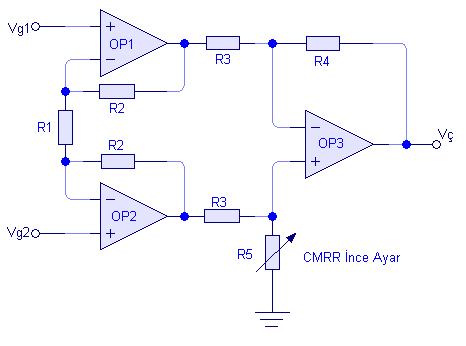 Vg1
+
OP1
−
R3
R4
R2
R1
R2
−
OP3
+
Vç
−
OP2
+
Vg2
R3
R5
CMRR İnce Ayar